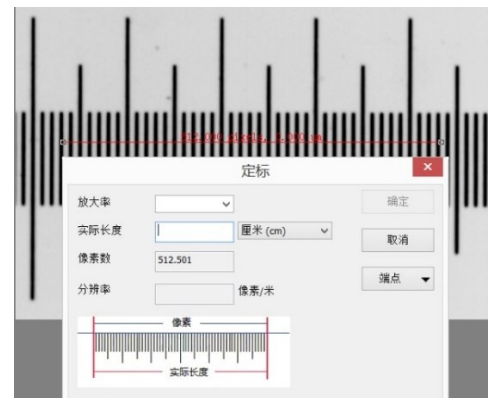 定标
放大率
确定
实际长度
厘米 (cm)
取消
像素数
512.501
端点
分辨率
像素/米
像素
实际长度